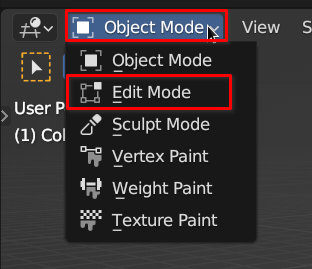 Object Mode View S
Object Mode
User P
Edit Mode
(1) Col
Sculpt Mode
Vertex Paint
Weight Paint
Texture Paint